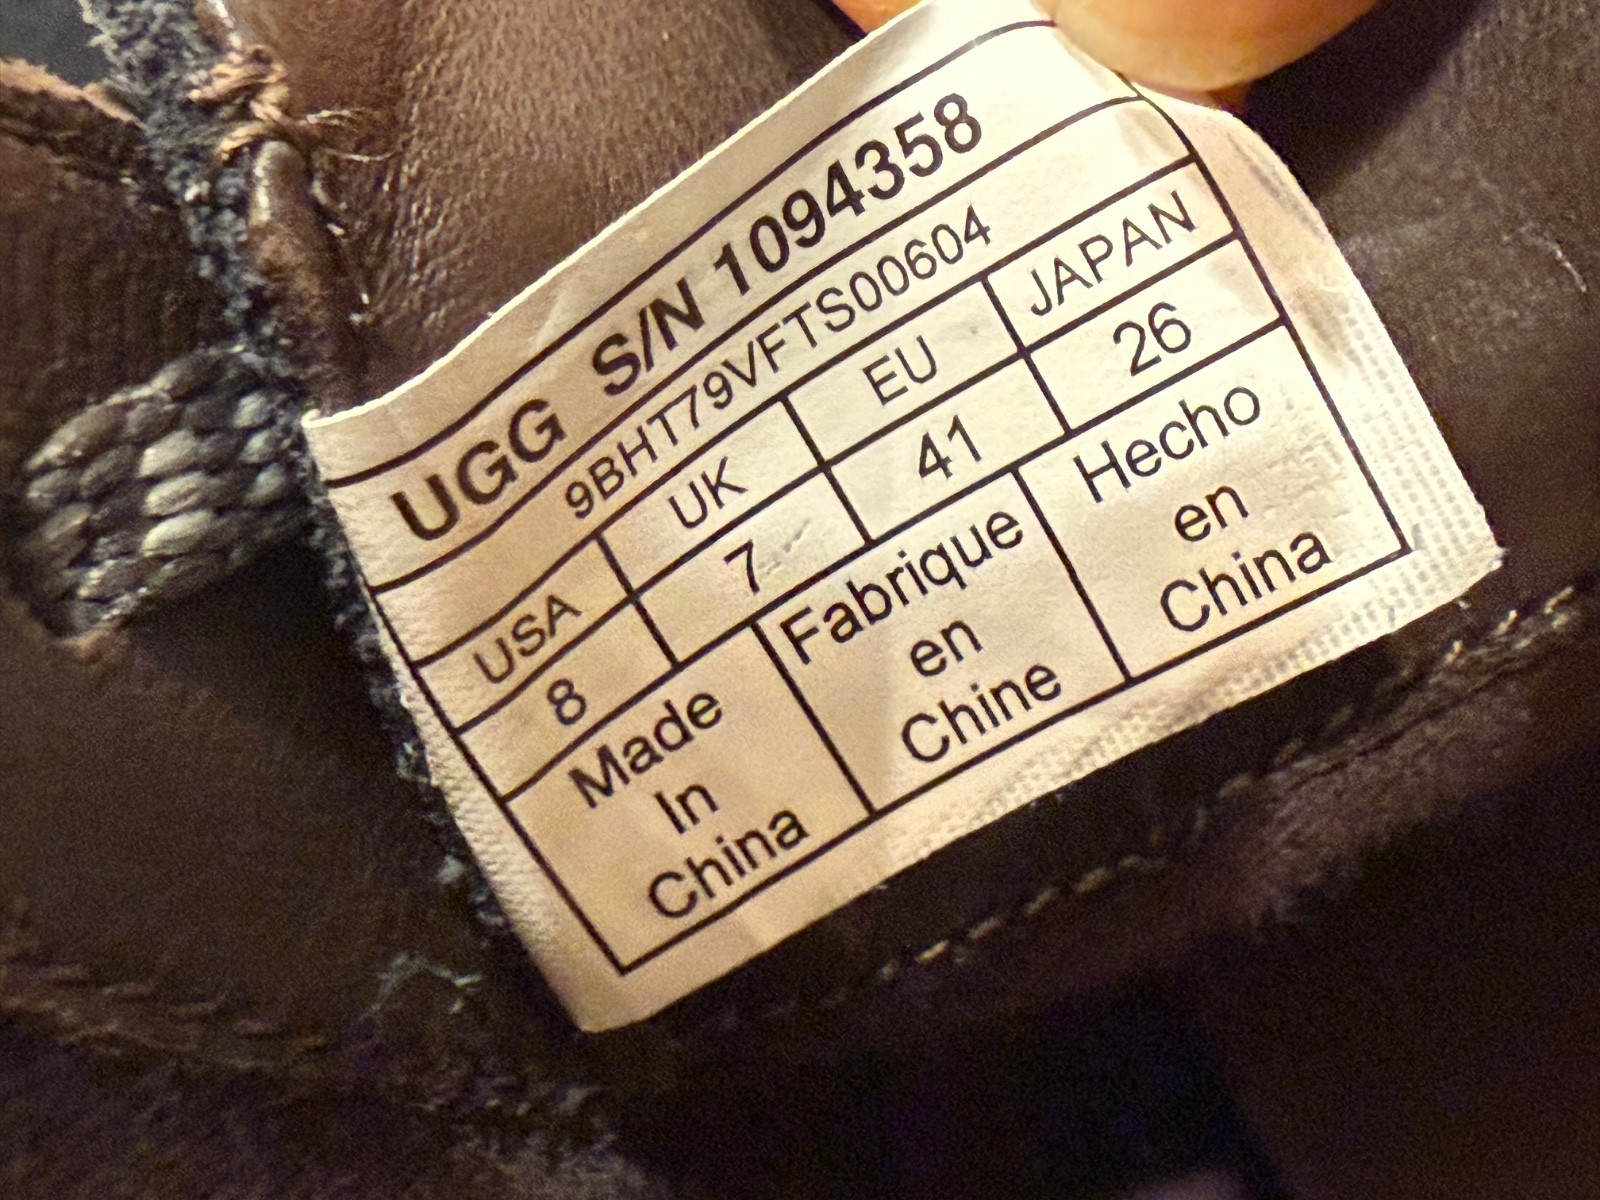 UGG S/N 1094358
9BHT79VFTS00604
USA UK EU JAPAN
8 7 41 26
Made
In
China
Fabrique
en
Chine
Hecho
en
China